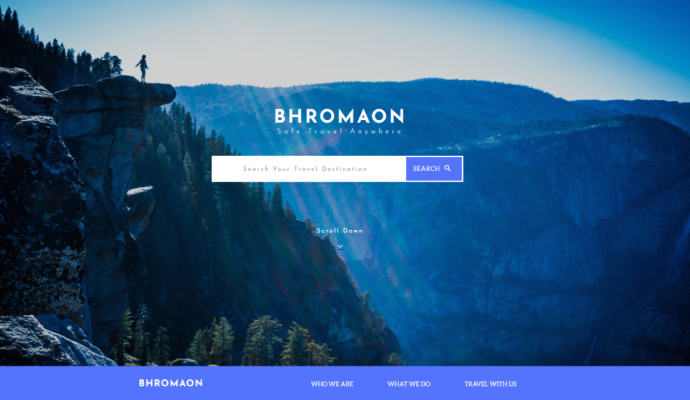 BHROMAON
Safe Travel Anywhere
Search Your Travel Destination
SEARCH
Scroll Down
BHROMAON
WHO WE ARE
WHAT WE DO
TRAVEL WITH US